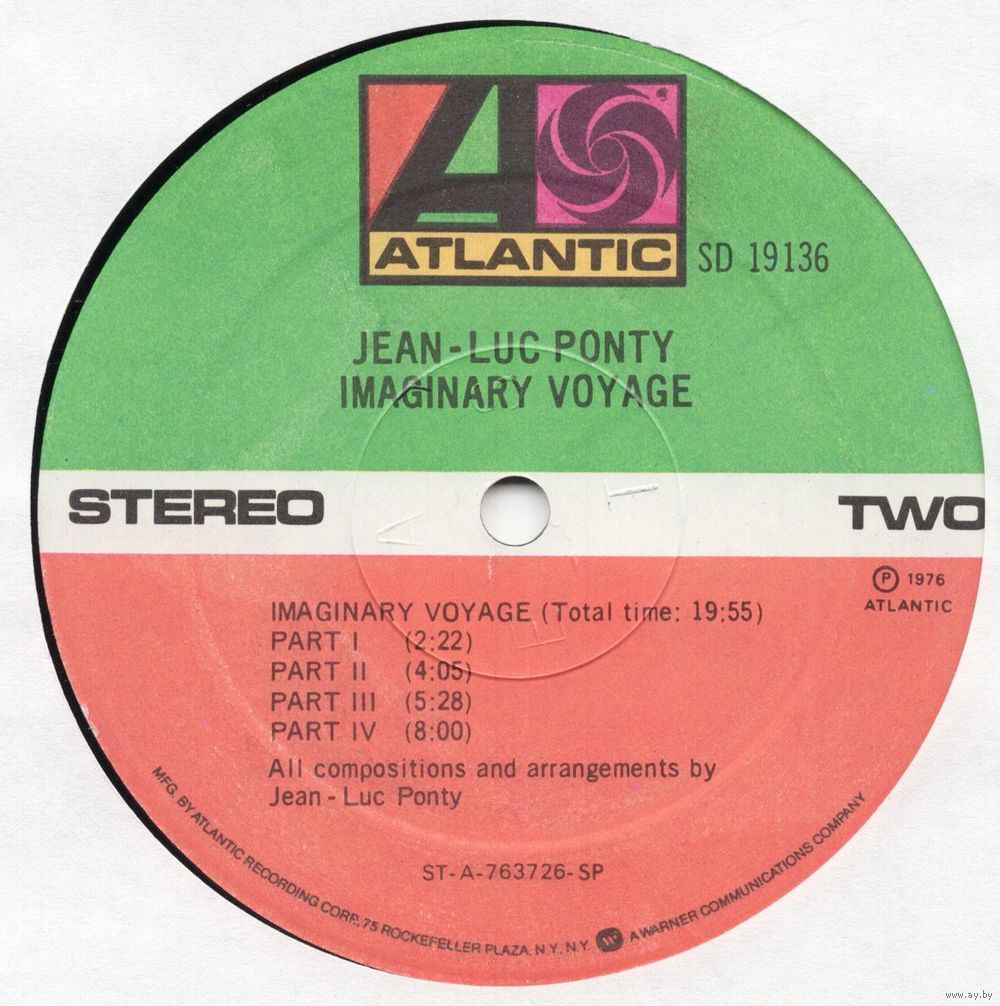 ATLANTIC
SD 19136
JEAN-LUC PONTY
IMAGINARY VOYAGE
STEREO
TWO
Ⓟ 1976
ATLANTIC
IMAGINARY VOYAGE (Total time: 19:55)
PART I (2:22)
PART II (4:05)
PART III (5:28)
PART IV (8:00)
All compositions and arrangements by
Jean-Luc Ponty
ST-A-763726-SP
MFG. BY ATLANTIC RECORDING CORP. 75 ROCKEFELLER PLAZA, N.Y. N.Y. A WARNER COMMUNICATIONS COMPANY
www.ay.by